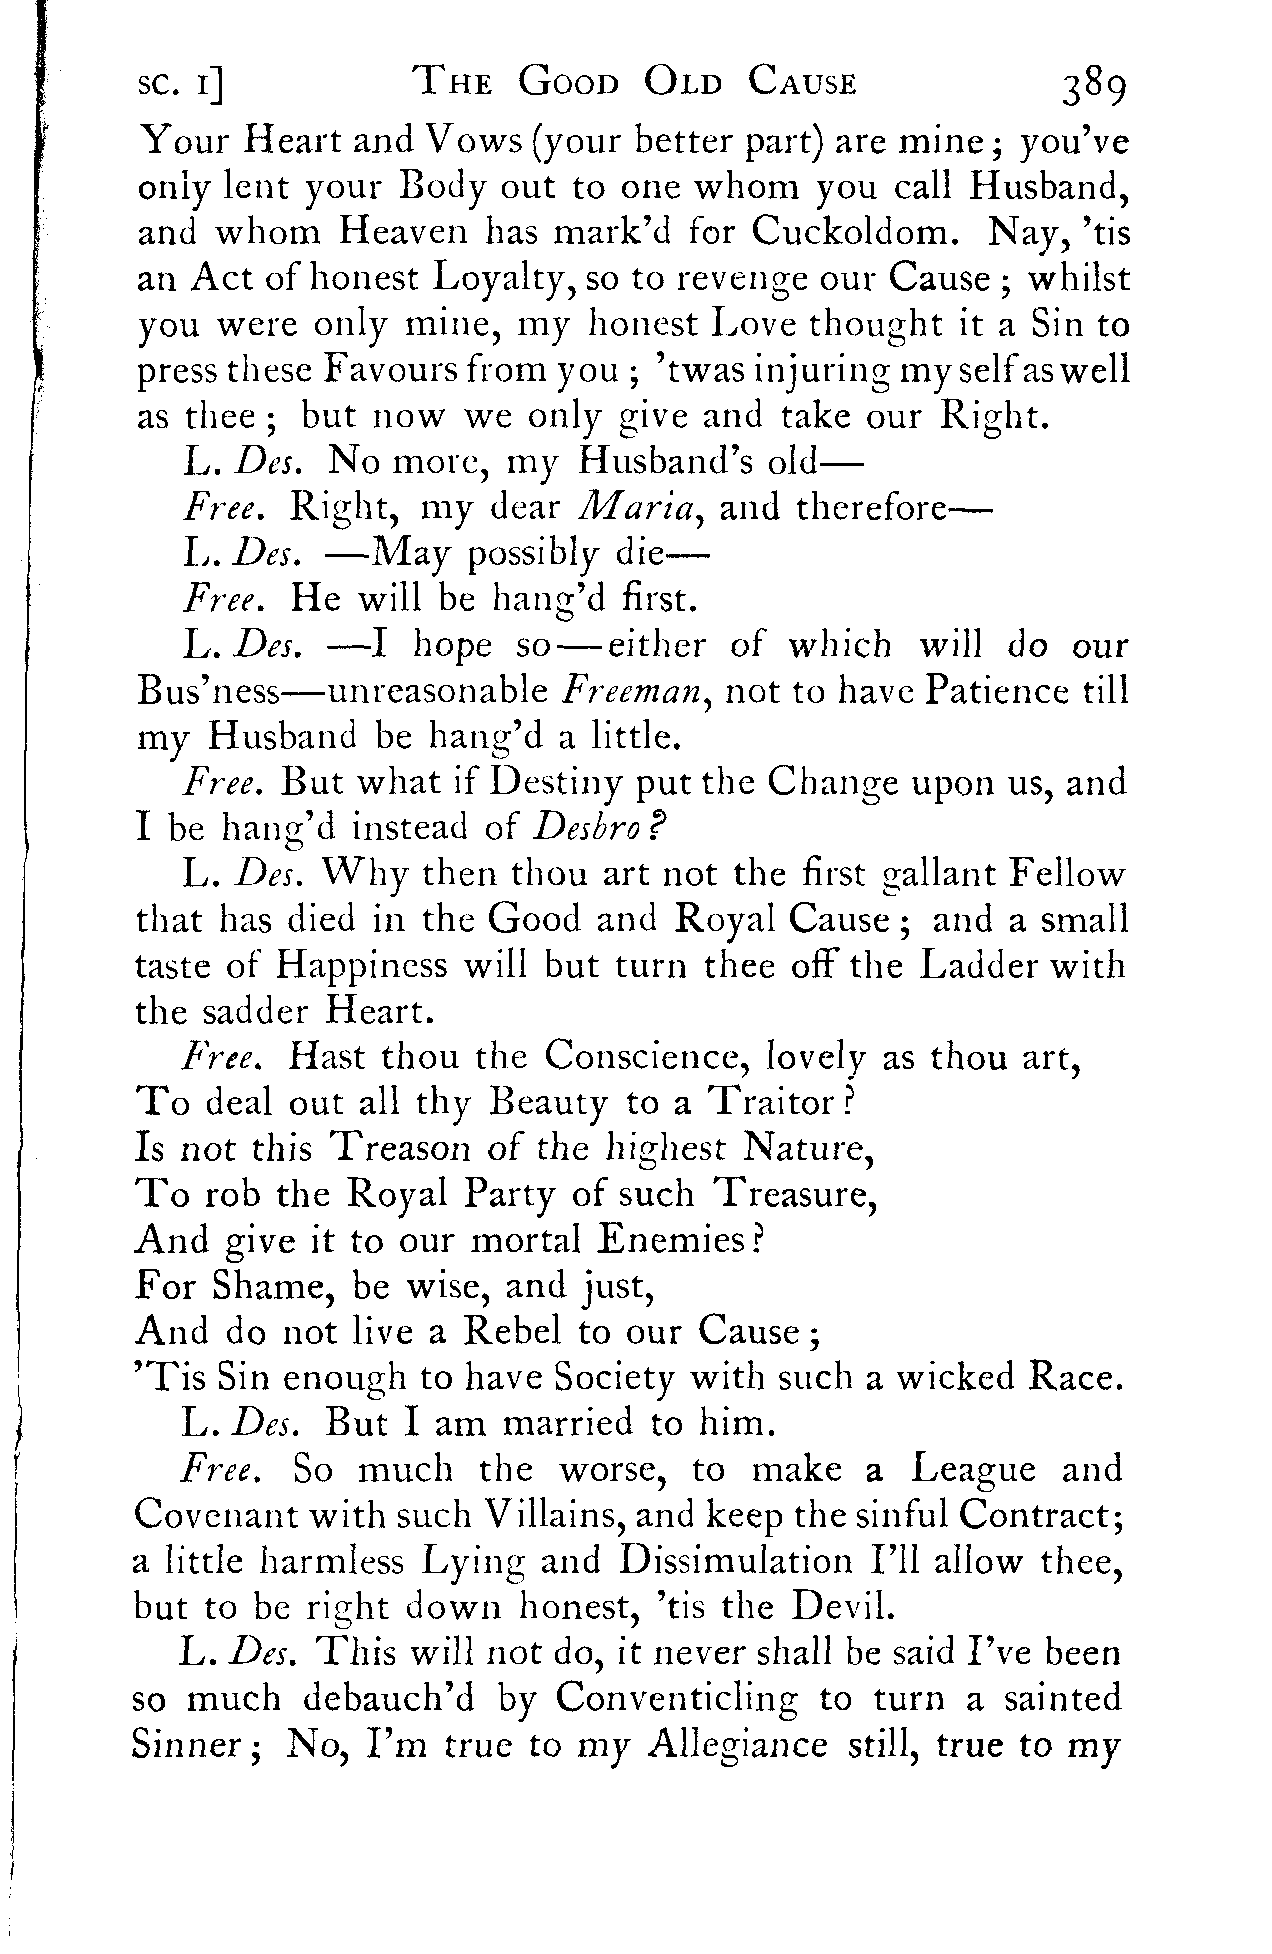 SC. I] THE GOOD OLD CAUSE 389
Your Heart and Vows (your better part) are mine; you've
only lent your Body out to one whom you call Husband,
and whom Heaven has mark'd for Cuckoldom. Nay, 'tis
an Act of honest Loyalty, so to revenge our Cause; whilst
you were only mine, my honest Love thought it a Sin to
press these Favours from you; 'twas injuring my self as well
as thee; but now we only give and take our Right.
L. Des. No more, my Husband's old—
Free. Right, my dear Maria, and therefore—
L. Des. —May possibly die—
Free. He will be hang'd first.
L. Des. —I hope so—either of which will do our
Bus'ness—unreasonable Freeman, not to have Patience till
my Husband be hang'd a little.
Free. But what if Destiny put the Change upon us, and
I be hang'd instead of Desbro?
L. Des. Why then thou art not the first gallant Fellow
that has died in the Good and Royal Cause; and a small
taste of Happiness will but turn thee off the Ladder with
the sadder Heart.
Free. Hast thou the Conscience, lovely as thou art,
To deal out all thy Beauty to a Traitor?
Is not this Treason of the highest Nature,
To rob the Royal Party of such Treasure,
And give it to our mortal Enemies?
For Shame, be wise, and just,
And do not live a Rebel to our Cause;
'Tis Sin enough to have Society with such a wicked Race.
L. Des. But I am married to him.
Free. So much the worse, to make a League and
Covenant with such Villains, and keep the sinful Contract;
a little harmless Lying and Dissimulation I'll allow thee,
but to be right down honest, 'tis the Devil.
L. Des. This will not do, it never shall be said I've been
so much debauch'd by Conventicling to turn a sainted
Sinner; No, I'm true to my Allegiance still, true to my